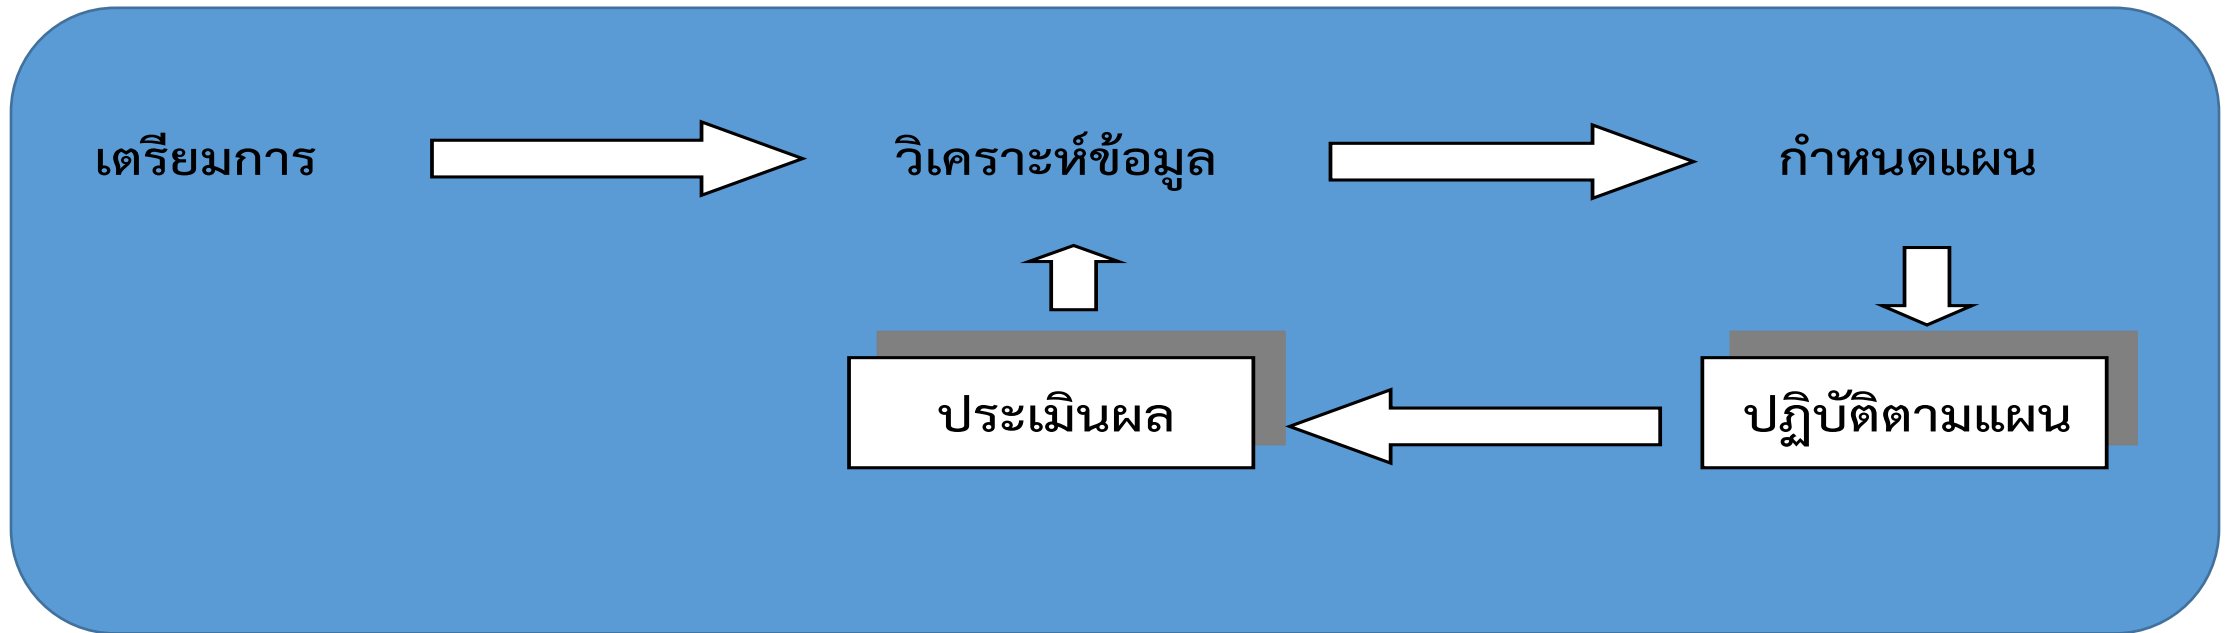 เตรียมการ
วิเคราะห์ข้อมูล
กำหนดแผน
ปฏิบัติตามแผน
ประเมินผล